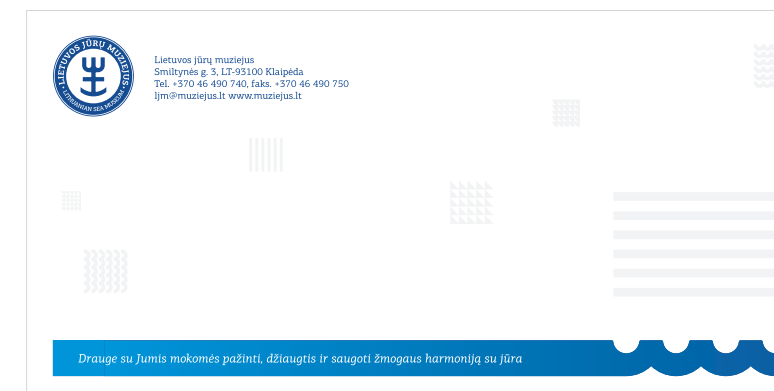 LIETUVOS JŪRŲ MUZIEJUS
LITHUANIAN SEA MUSEUM
Lietuvos jūrų muziejus
Smiltynės g. 3, LT-93100 Klaipėda
Tel. +370 46 490 740, faks. +370 46 490 750
ljm@muziejus.lt www.muziejus.lt
Drauge su Jumis mokomės pažinti, džiaugtis ir saugoti žmogaus harmoniją su jūra